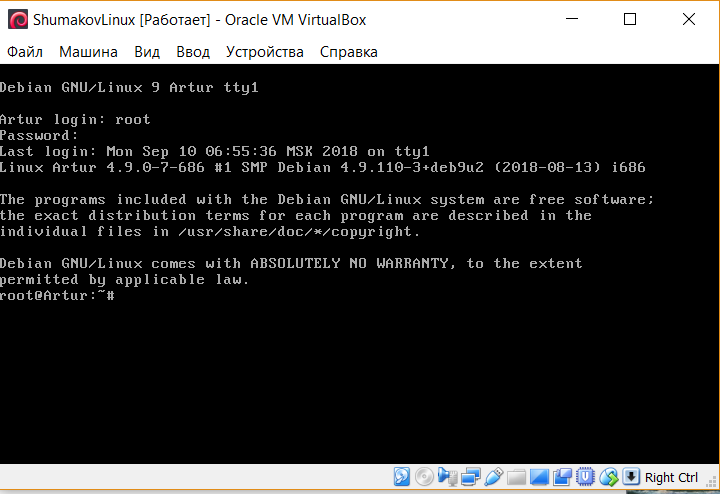 ShumakovLinux [Работает] - Oracle VM VirtualBox
Файл Машина Вид Ввод Устройства Справка
Debian GNU/Linux 9 Artur tty1
Artur login: root
Password:
Last login: Mon Sep 10 06:55:36 MSK 2018 on tty1
Linux Artur 4.9.0-7-686 #1 SMP Debian 4.9.110-3+deb9u2 (2018-08-13) i686
The programs included with the Debian GNU/Linux system are free software;
the exact distribution terms for each program are described in the
individual files in /usr/share/doc/*/copyright.
Debian GNU/Linux comes with ABSOLUTELY NO WARRANTY, to the extent
permitted by applicable law.
root@Artur:~#
Right Ctrl